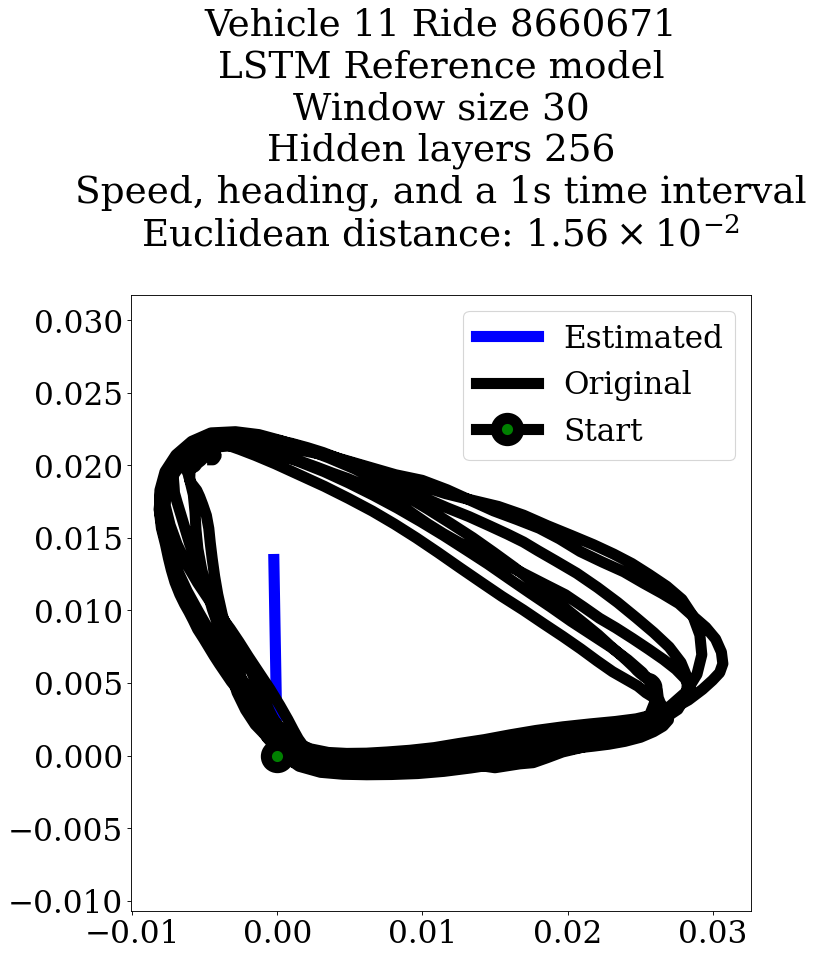 Vehicle 11 Ride 8660671
LSTM Reference model
Window size 30
Hidden layers 256
Speed, heading, and a 1s time interval
Euclidean distance: 1.56 × 10⁻²
Estimated
Original
Start
0.030
0.025
0.020
0.015
0.010
0.005
0.000
−0.005
−0.010
−0.01 0.00 0.01 0.02 0.03